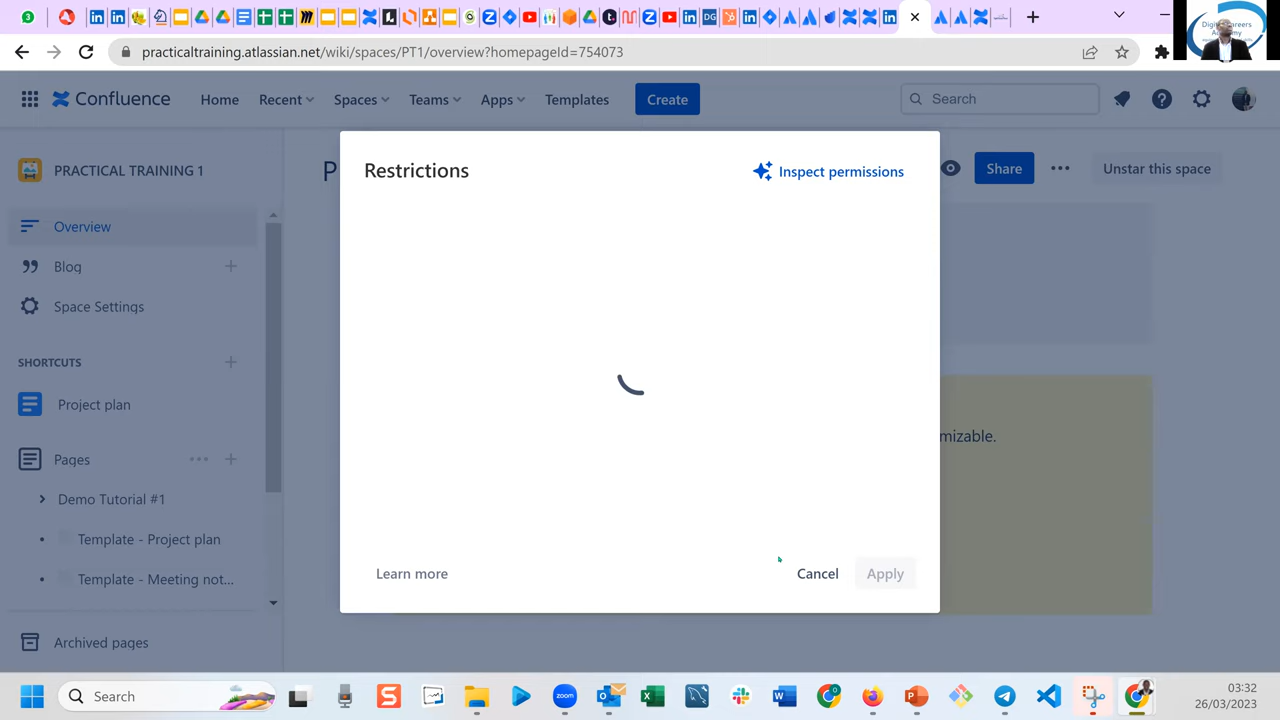 practicaltraining.atlassian.net/wiki/spaces/PT1/overview?homepageId=754073
Confluence
Home
Recent
Spaces
Teams
Apps
Templates
Create
Search
PRACTICAL TRAINING 1
P
Share
Unstar this space
Restrictions
Inspect permissions
Overview
Blog
Space Settings
SHORTCUTS
Project plan
Pages
Demo Tutorial #1
Template - Project plan
Template - Meeting not...
Archived pages
mizable.
Learn more
Cancel
Apply
Search
03:32
26/03/2023